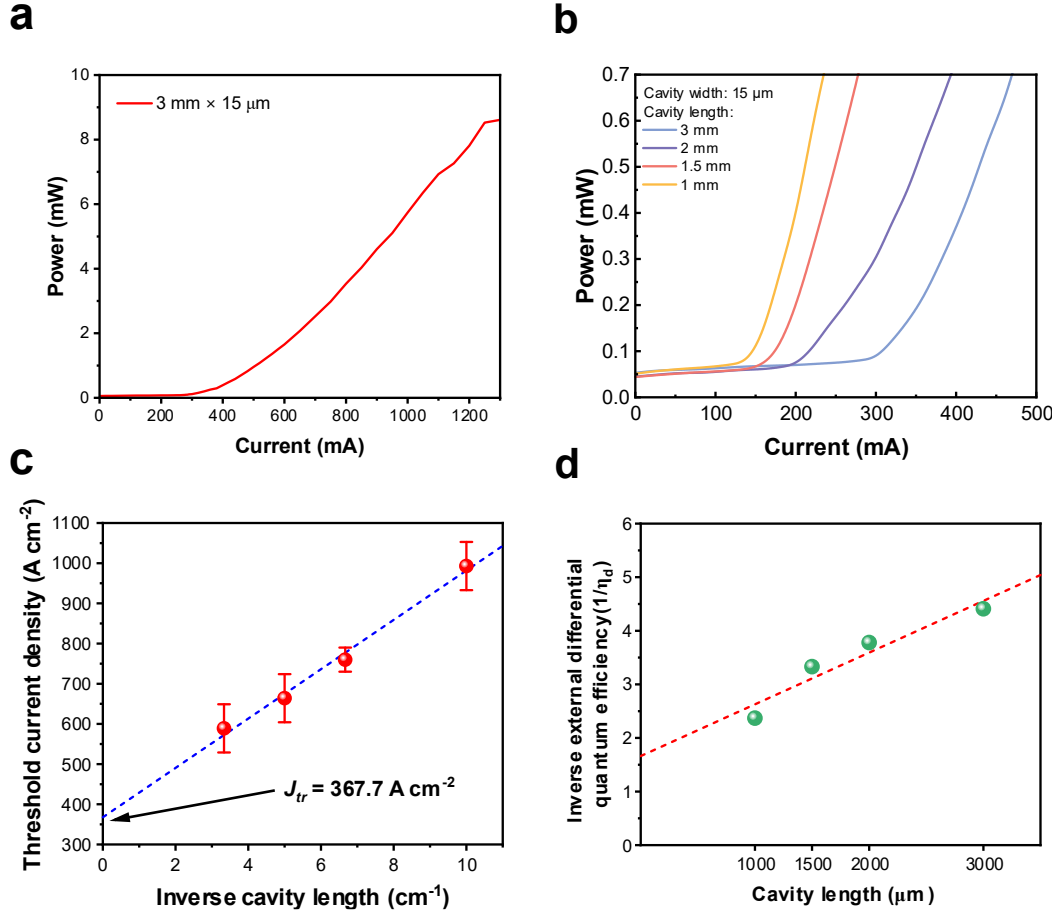 a
10
8
6
4
2
0
0 200 400 600 800 1000 1200
Power (mW)
Current (mA)
3 mm × 15 μm
b
0.7
0.6
0.5
0.4
0.3
0.2
0.1
0.0
0 100 200 300 400 500
Power (mW)
Current (mA)
Cavity width: 15 μm
Cavity length:
3 mm
2 mm
1.5 mm
1 mm
c
1100
1000
900
800
700
600
500
400
300
0 2 4 6 8 10
Threshold current density (A cm-2)
Inverse cavity length (cm-1)
Jtr = 367.7 A cm-2
d
6
5
4
3
2
1
0
1000 1500 2000 3000
Inverse external differential
quantum efficiency(1/ηd)
Cavity length (μm)